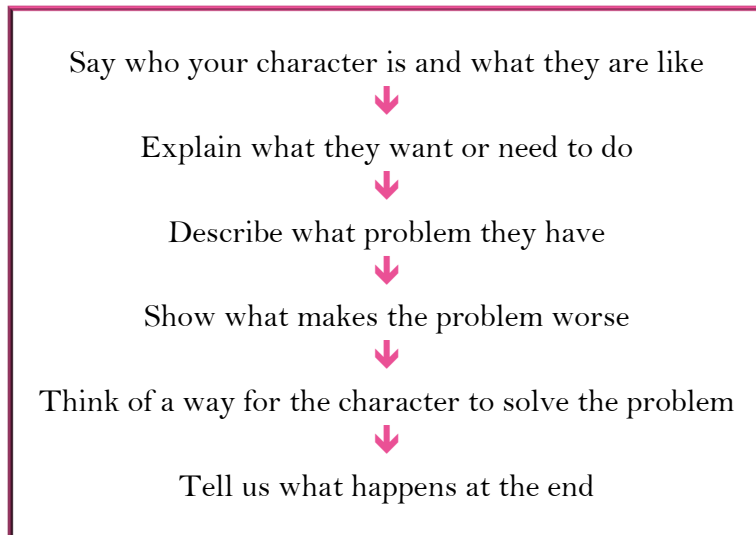 Say who your character is and what they are like
Explain what they want or need to do
Describe what problem they have
Show what makes the problem worse
Think of a way for the character to solve the problem
Tell us what happens at the end